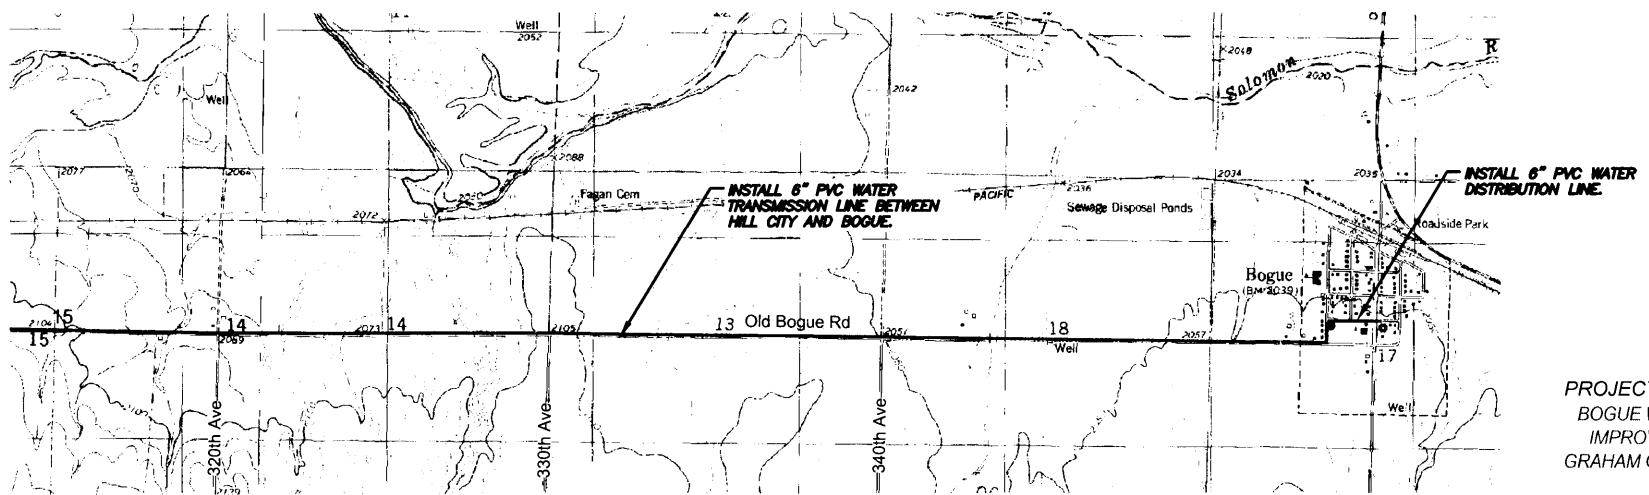 Well
2052
2048
Solomon
R
2020
2042
Well
2088
2077
2064
2034
2035
INSTALL 6" PVC WATER
DISTRIBUTION LINE.
INSTALL 6" PVC WATER
TRANSMISSION LINE BETWEEN
HILL CITY AND BOGUE.
Fagan Cem
PACIFIC
2036
Sewage Disposal Ponds
2072
Roadside Park
Bogue
(BM 2039)
2104
15
15
14
2089
2073
14
2105
13
Old Bogue Rd
2051
18
Well
2057
17
320th Ave
330th Ave
340th Ave
Well
PROJECT
BOGUE
IMPRO
GRAHAM